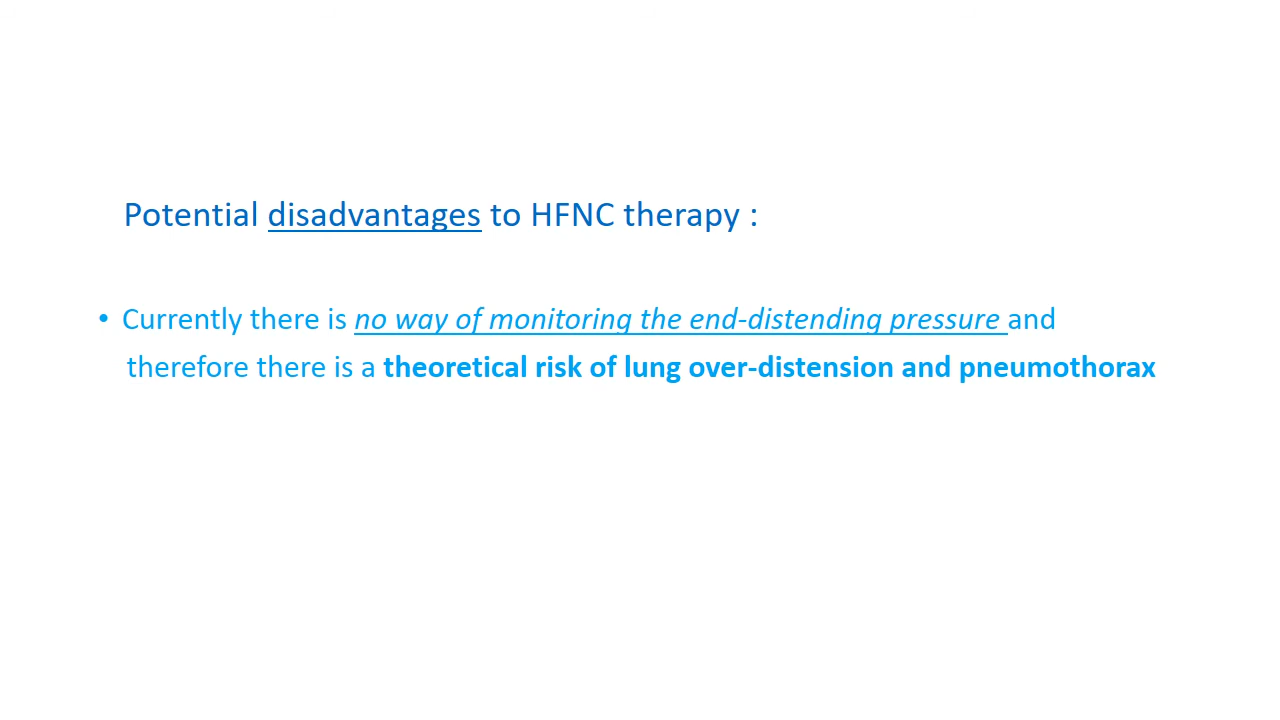 Potential disadvantages to HFNC therapy :
• Currently there is no way of monitoring the end-distending pressure and
therefore there is a theoretical risk of lung over-distension and pneumothorax